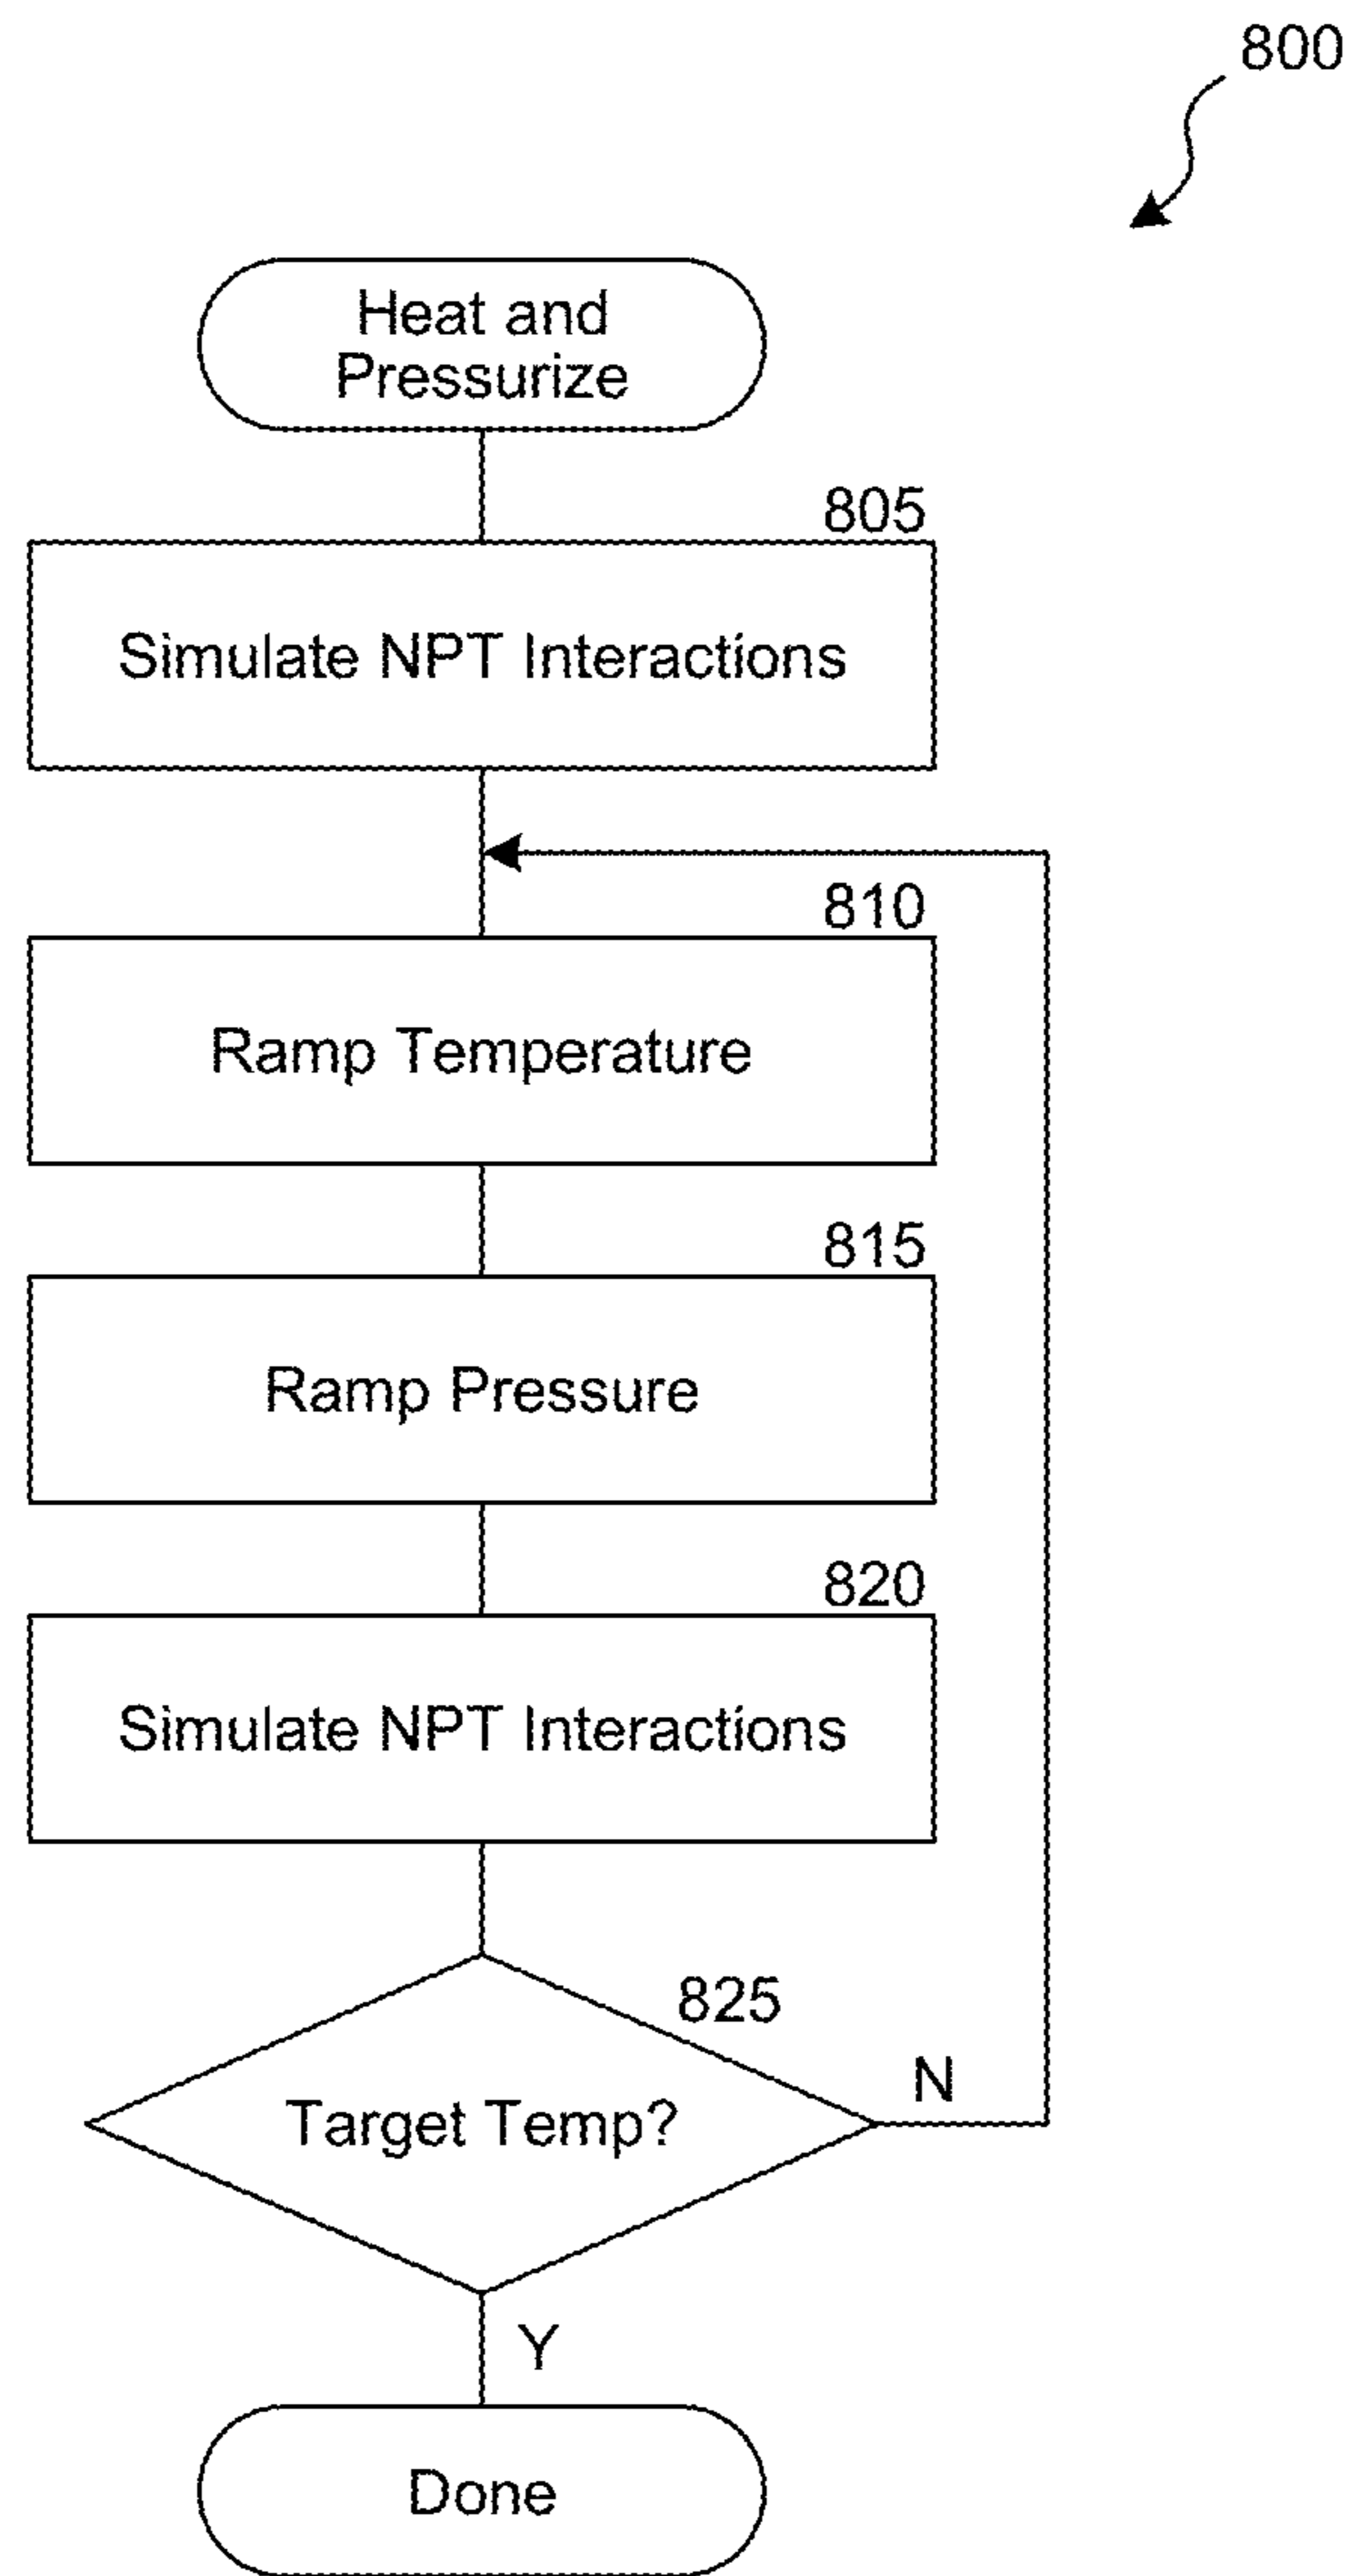 800
Heat and
Pressurize
805
Simulate NPT Interactions
810
Ramp Temperature
815
Ramp Pressure
820
Simulate NPT Interactions
825
Target Temp?
N
Y
Done